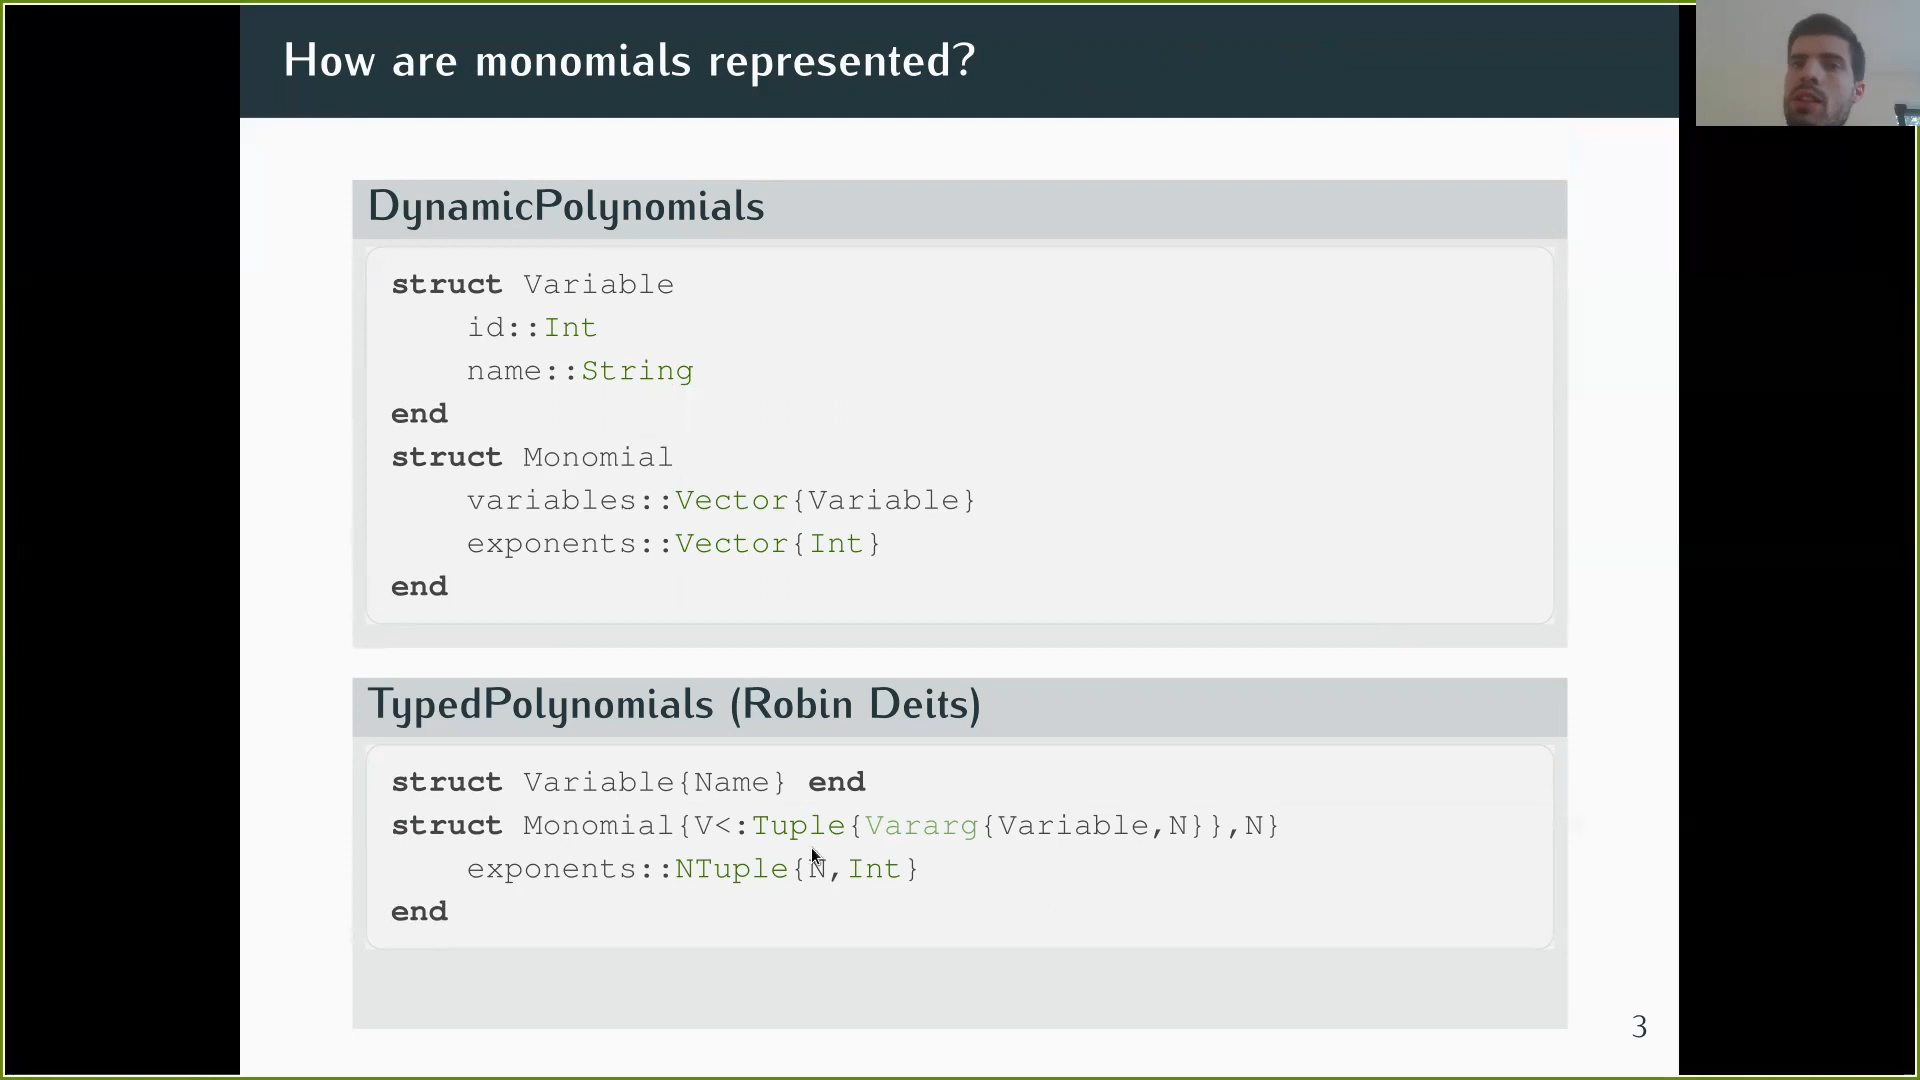 How are monomials represented?
DynamicPolynomials
struct Variable
id::Int
name::String
end
struct Monomial
variables::Vector{Variable}
exponents::Vector{Int}
end
TypedPolynomials (Robin Deits)
struct Variable{Name} end
struct Monomial{V<:Tuple{Vararg{Variable,N}},N}
exponents::NTuple{N,Int}
end
3